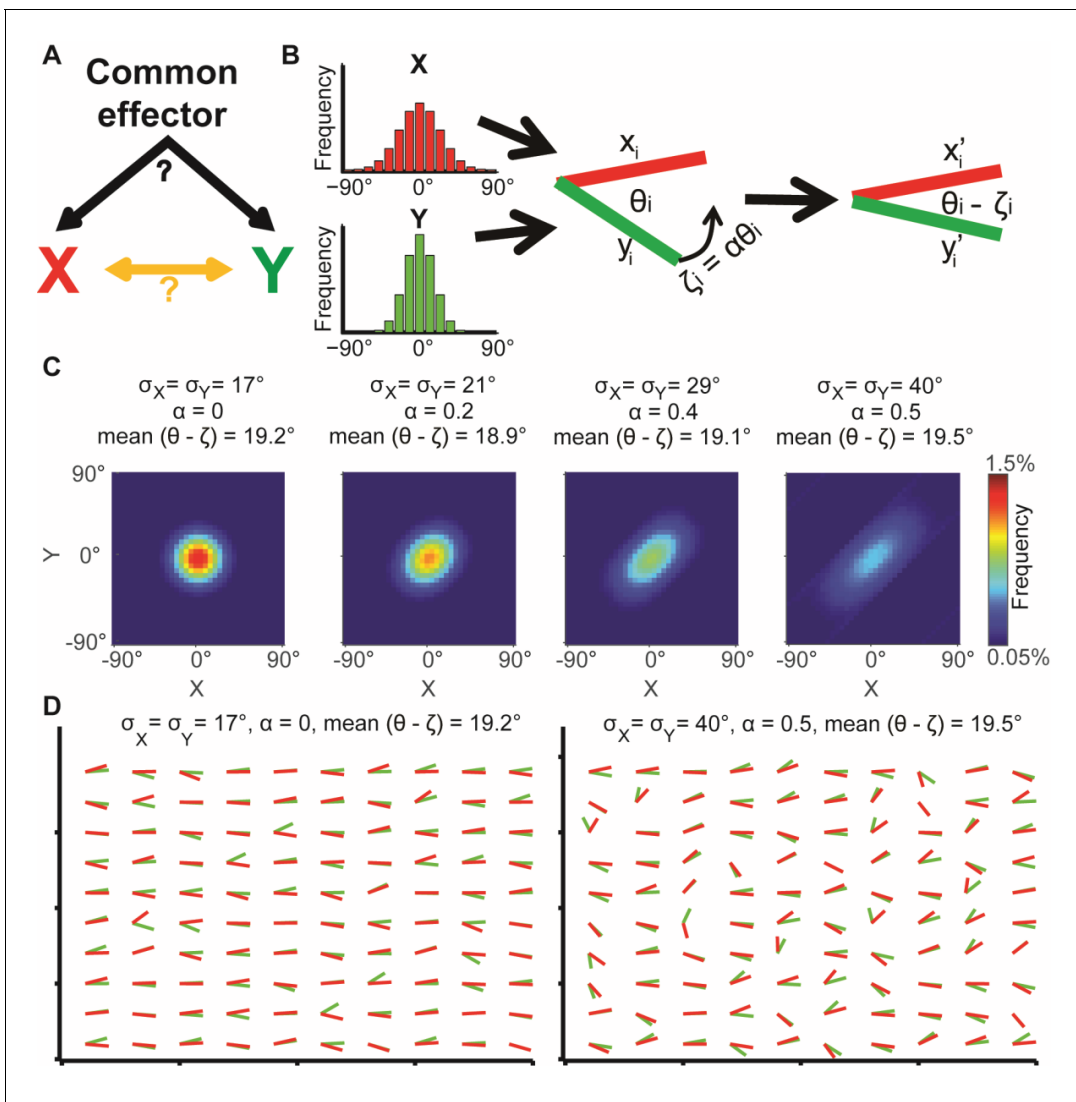 A
Common
effector
?
X
?
Y
B
X
Frequency
−90° 0° 90°
Y
Frequency
−90° 0° 90°
xᵢ
θᵢ
yᵢ
ζᵢ = αθᵢ
xᵢ'
θᵢ - ζᵢ
yᵢ'
C
σX = σY = 17°
α = 0
mean (θ - ζ) = 19.2°
σX = σY = 21°
α = 0.2
mean (θ - ζ) = 18.9°
σX = σY = 29°
α = 0.4
mean (θ - ζ) = 19.1°
σX = σY = 40°
α = 0.5
mean (θ - ζ) = 19.5°
90°
Y 0°
-90°
-90° 0° 90°
X
-90° 0° 90°
X
-90° 0° 90°
X
-90° 0° 90°
X
1.5%
Frequency
0.05%
D
σX = σY = 17°, α = 0, mean (θ - ζ) = 19.2°
σX = σY = 40°, α = 0.5, mean (θ - ζ) = 19.5°